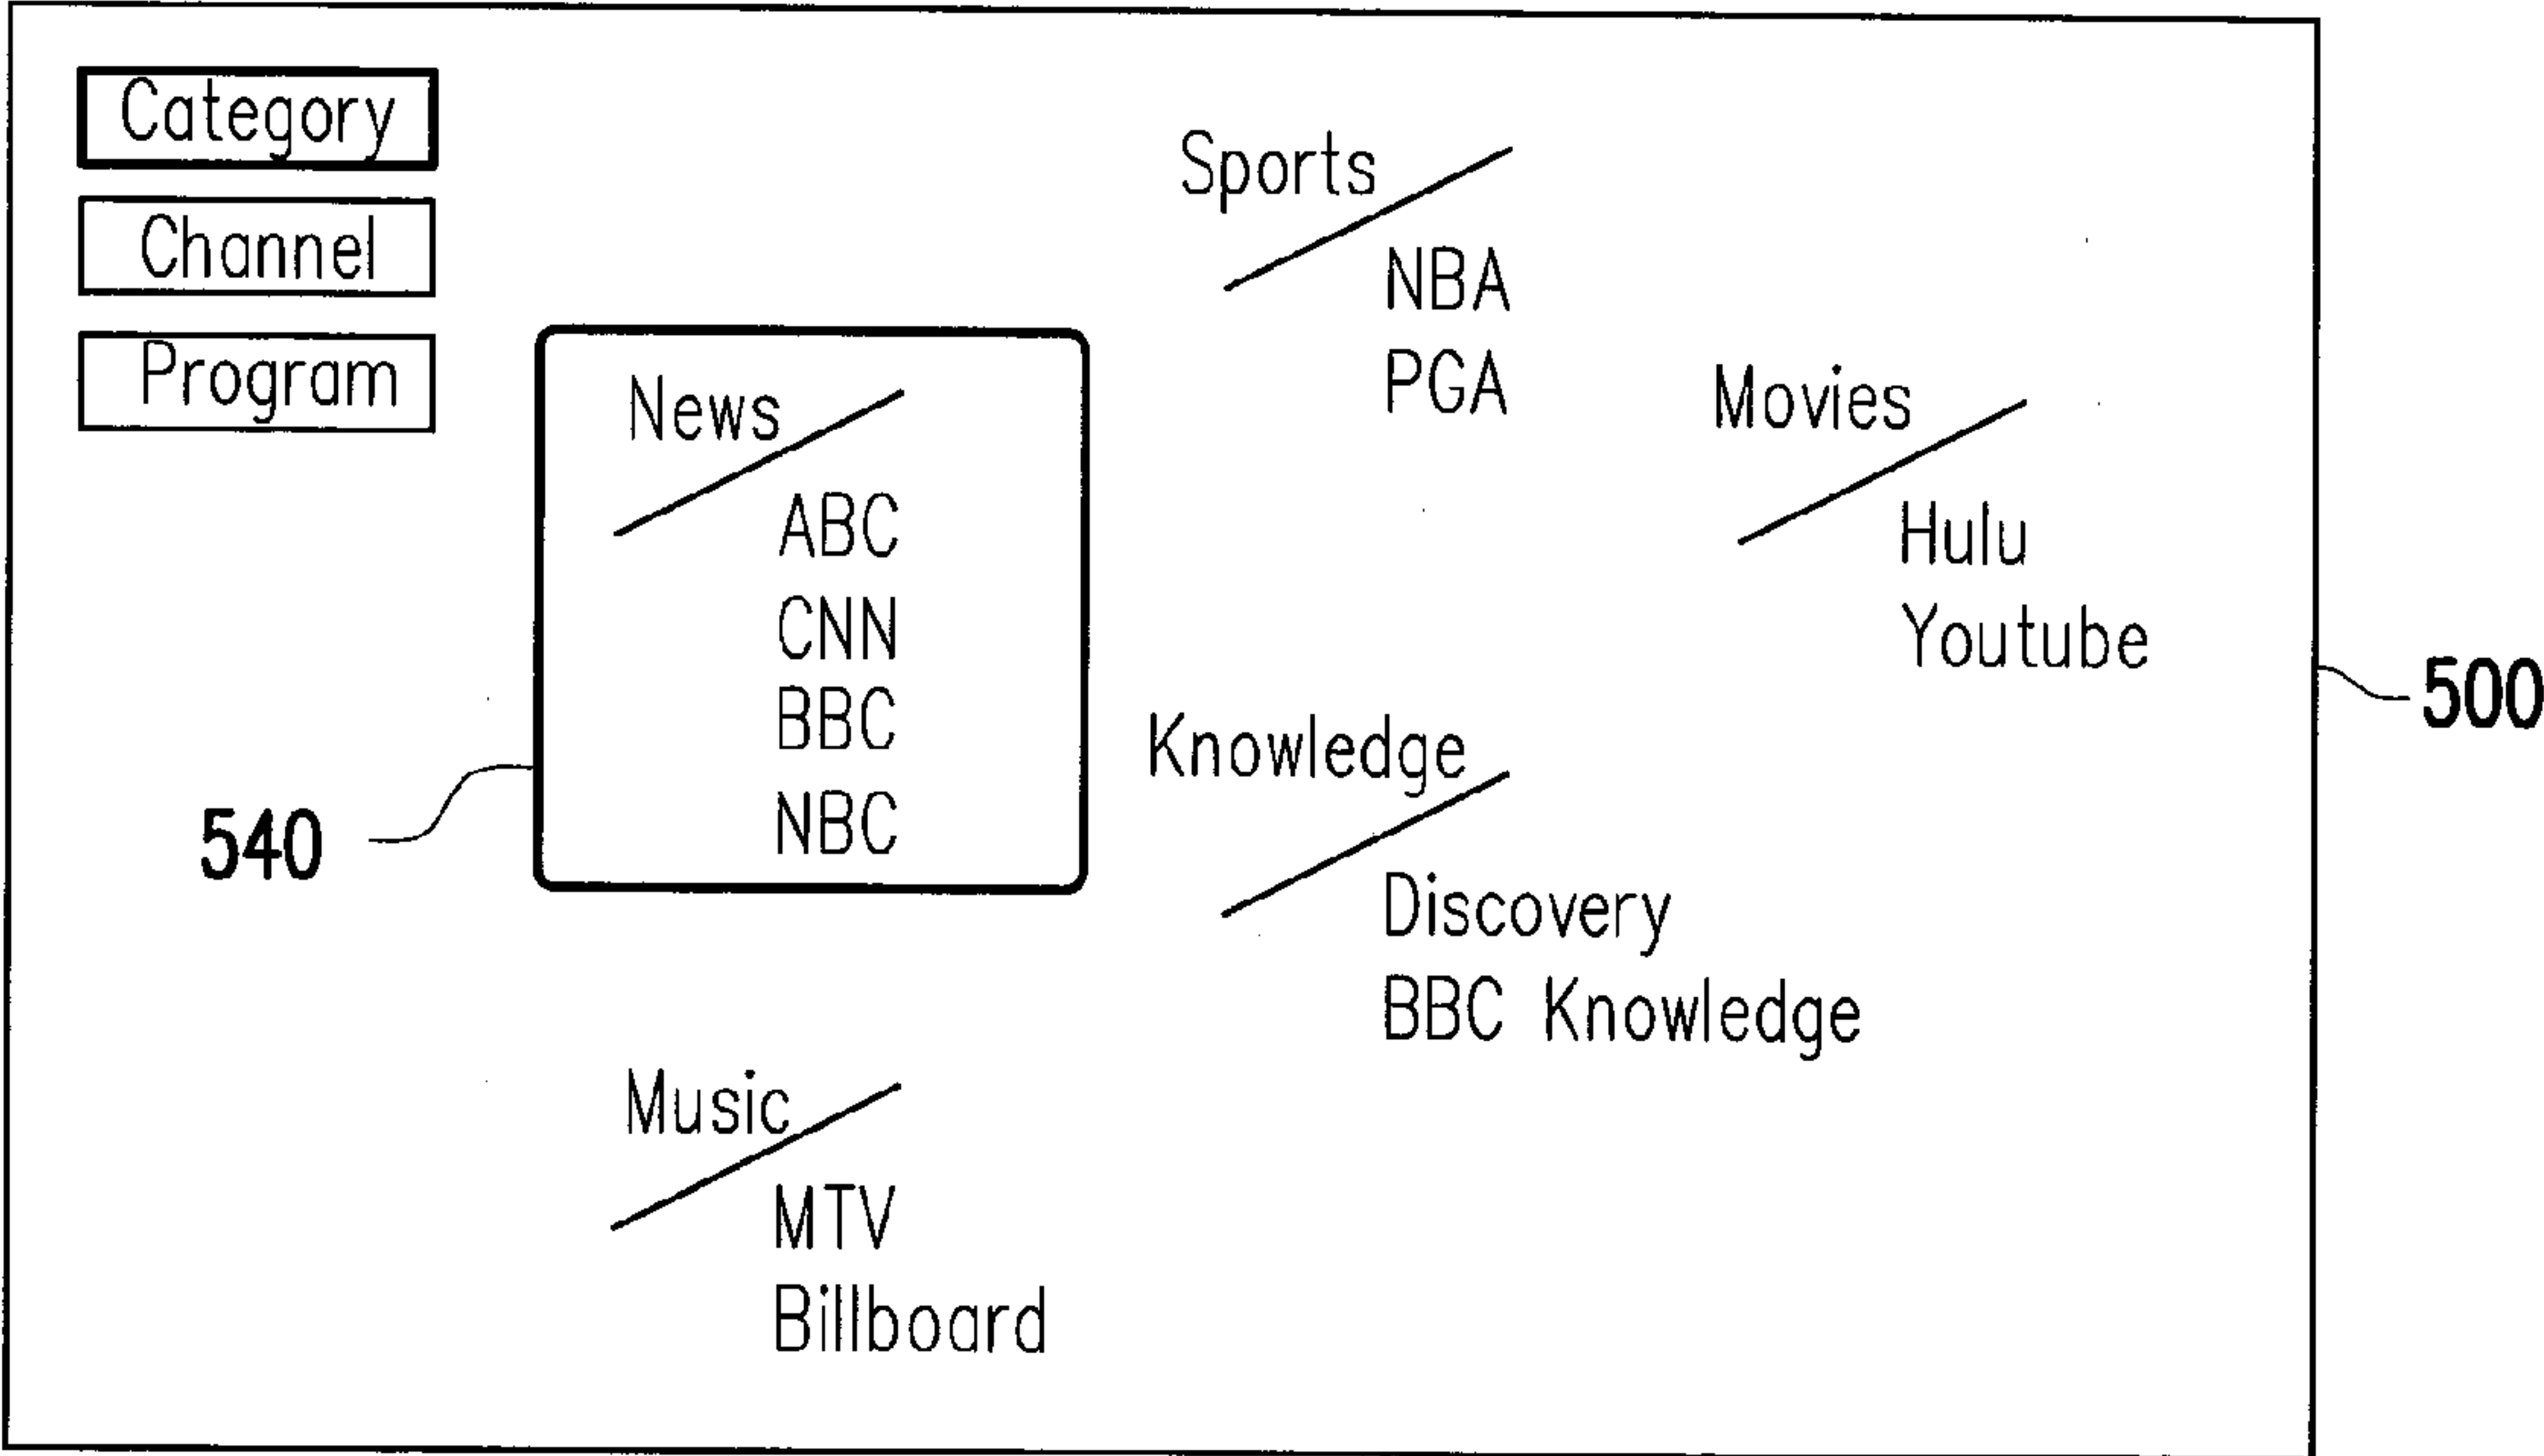 Category
Channel
Program
Sports
NBA
PGA
News
ABC
CNN
BBC
NBC
Movies
Hulu
Youtube
500
540
Knowledge
Discovery
BBC Knowledge
Music
MTV
Billboard